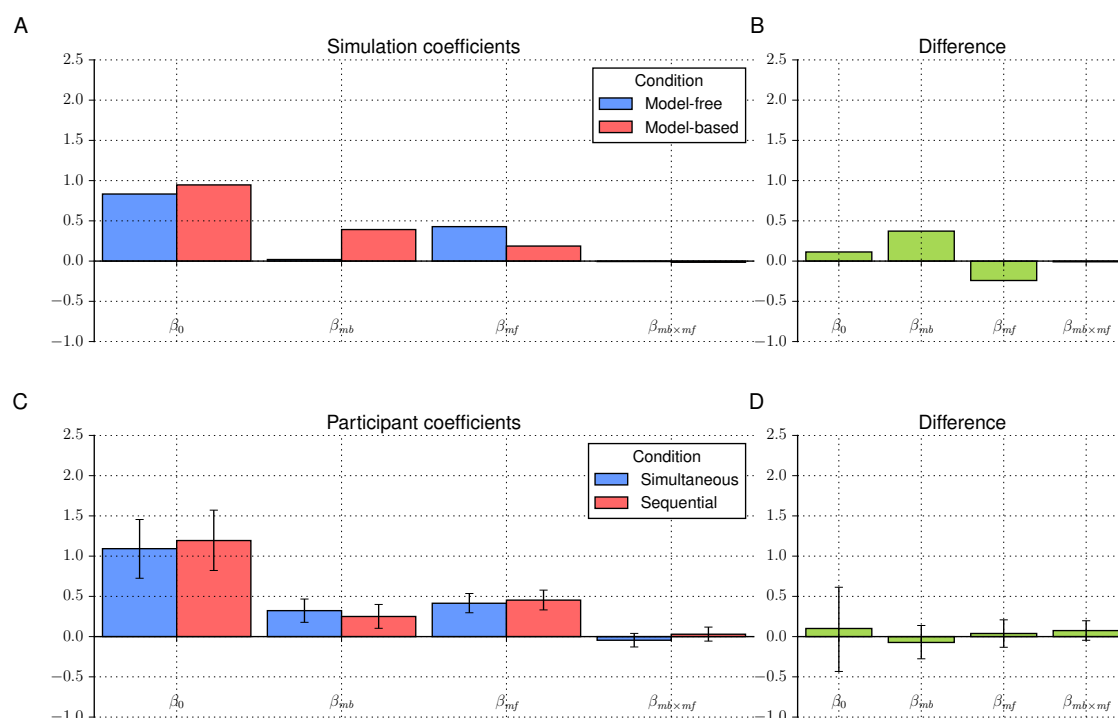 A
Simulation coefficients
2.5
2.0
1.5
1.0
0.5
0.0
−0.5
−1.0
β0
βmb
βmf
βmb×mf
Condition
Model-free
Model-based
B
Difference
2.5
2.0
1.5
1.0
0.5
0.0
−0.5
−1.0
β0
βmb
βmf
βmb×mf
C
Participant coefficients
2.5
2.0
1.5
1.0
0.5
0.0
−0.5
−1.0
β0
βmb
βmf
βmb×mf
Condition
Simultaneous
Sequential
D
Difference
2.5
2.0
1.5
1.0
0.5
0.0
−0.5
−1.0
β0
βmb
βmf
βmb×mf